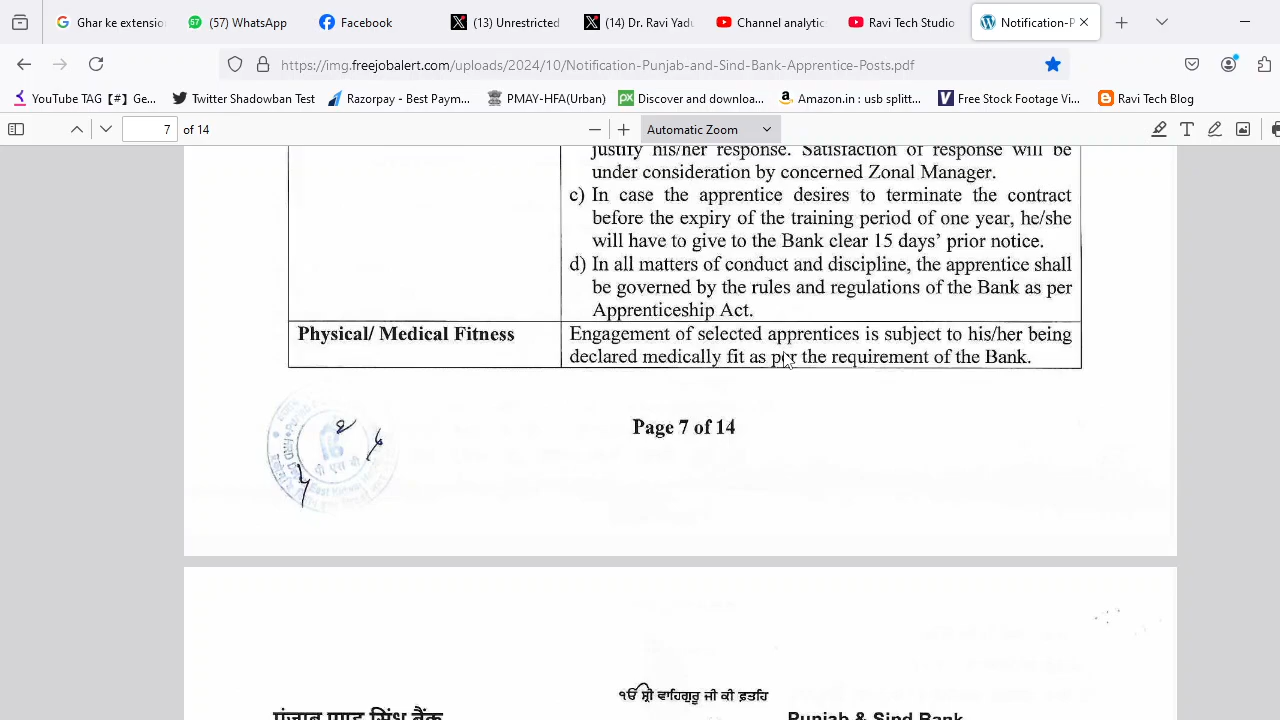 Ghar ke extension
(57) WhatsApp
Facebook
(13) Unrestricted
(14) Dr. Ravi Yadu
Channel analytic
Ravi Tech Studio
Notification-P
https://img.freejobalert.com/uploads/2024/10/Notification-Punjab-and-Sind-Bank-Apprentice-Posts.pdf
YouTube TAG [#] Ge...
Twitter Shadowban Test
Razorpay - Best Paym...
PMAY-HFA(Urban)
Discover and downloa...
Amazon.in : usb splitt...
Free Stock Footage Vi...
Ravi Tech Blog
7 of 14
Automatic Zoom
justify his/her response. Satisfaction of response will be
under consideration by concerned Zonal Manager.
c) In case the apprentice desires to terminate the contract
before the expiry of the training period of one year, he/she
will have to give to the Bank clear 15 days' prior notice.
d) In all matters of conduct and discipline, the apprentice shall
be governed by the rules and regulations of the Bank as per
Apprenticeship Act.
Physical/ Medical Fitness
Engagement of selected apprentices is subject to his/her being
declared medically fit as per the requirement of the Bank.
पी एस बी
Page 7 of 14
ੴ ਸ੍ਰੀ ਵਾਹਿਗੁਰੂ ਜੀ ਕੀ ਫ਼ਤਹਿ
पंजाब एण्ड सिंध बैंक
Punjab & Sind Bank